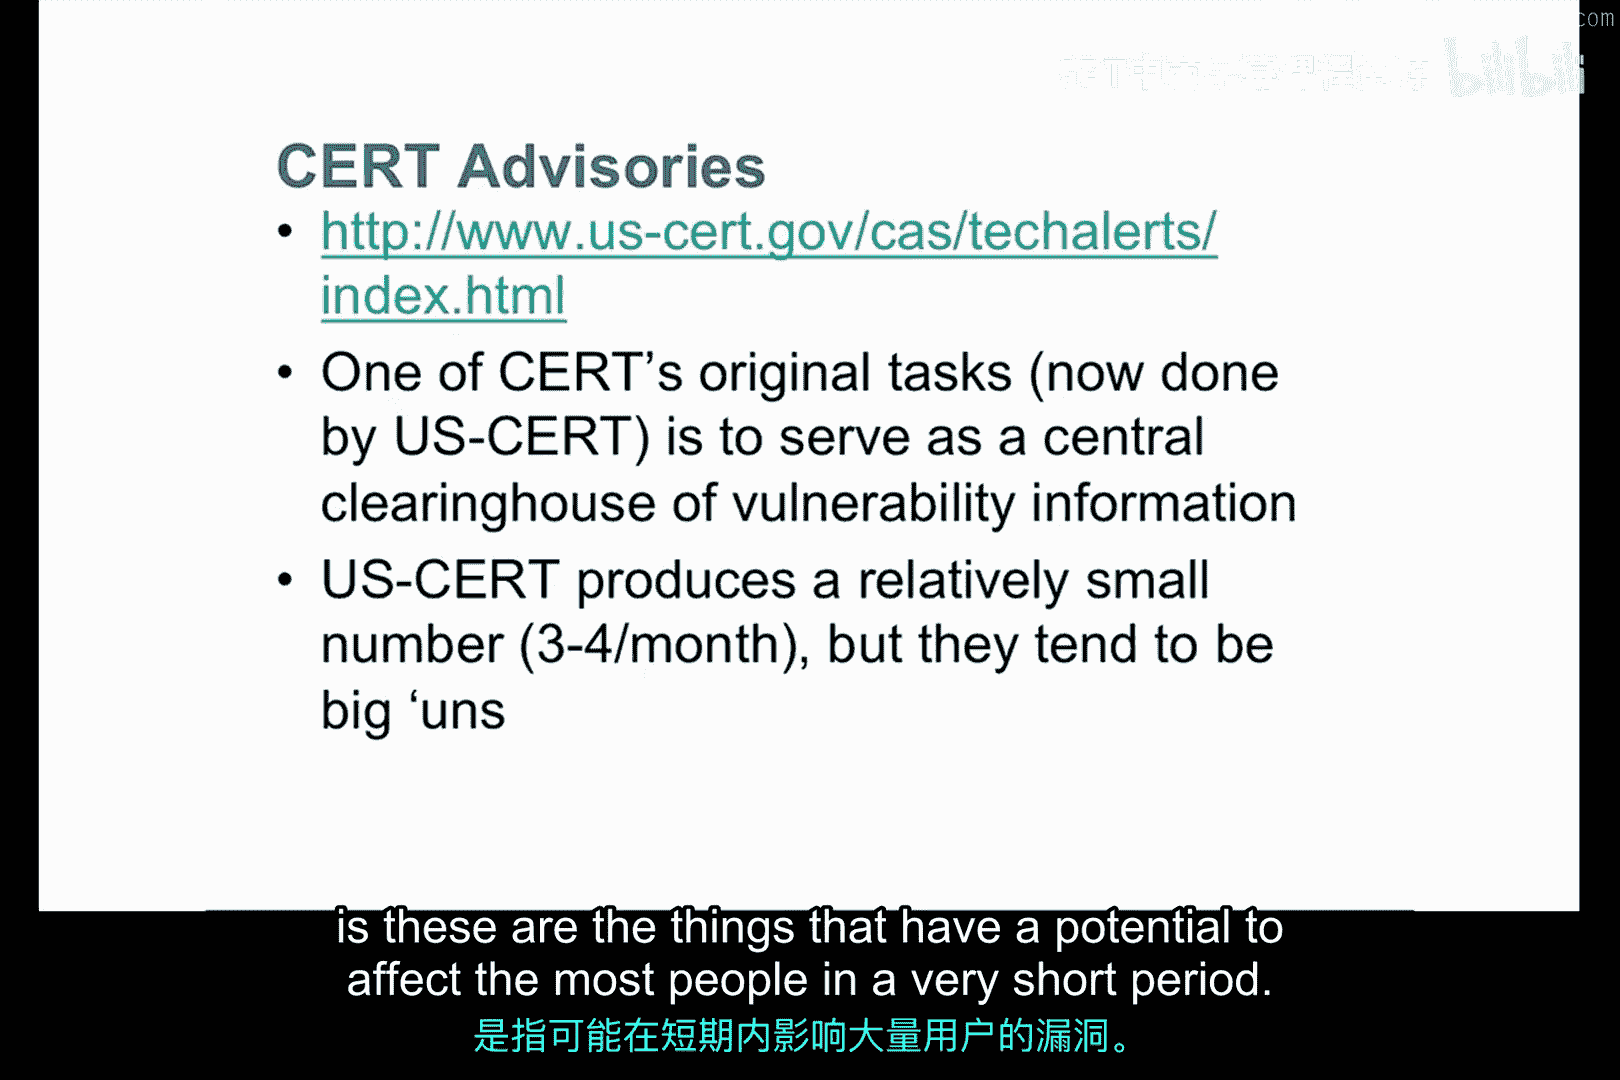 com
bilibili
CERT Advisories
• http://www.us-cert.gov/cas/techalerts/
index.html
• One of CERT’s original tasks (now done
by US-CERT) is to serve as a central
clearinghouse of vulnerability information
• US-CERT produces a relatively small
number (3-4/month), but they tend to be
big ‘uns
is these are the things that have a potential to
affect the most people in a very short period.
是指可能在短期内影响大量用户的漏洞。